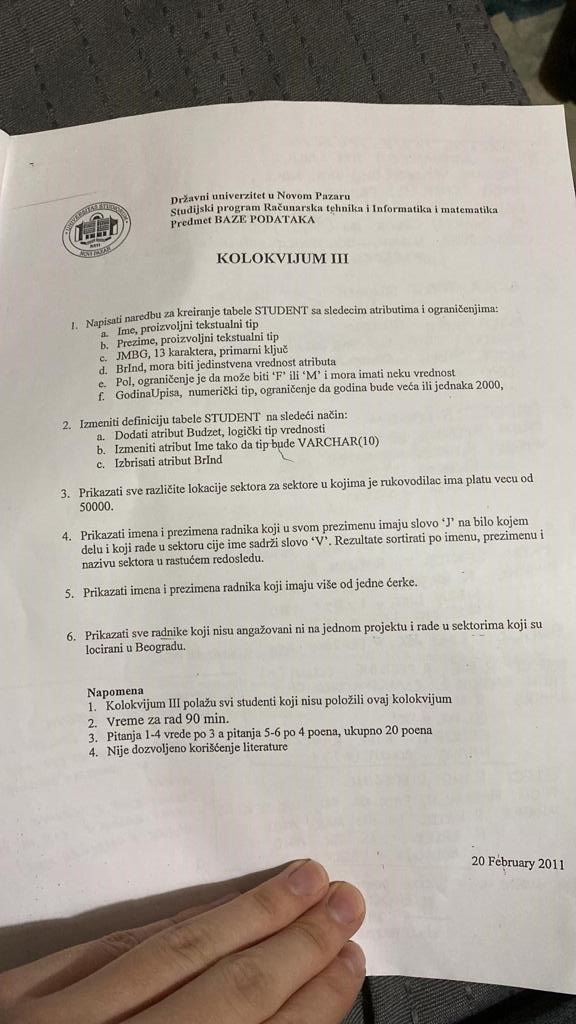 Državni univerzitet u Novom Pazaru
Studijski program Računarska tehnika i Informatika i matematika
Predmet BAZE PODATAKA
NOVI PAZAR
KOLOKVIJUM III
1. Napisati naredbu za kreiranje tabele STUDENT sa sledecim atributima i ograničenjima:
a. Ime, proizvoljni tekstualni tip
b. Prezime, proizvoljni tekstualni tip
c. JMBG, 13 karaktera, primarni ključ
d. BrInd, mora biti jedinstvena vrednost atributa
e. Pol, ograničenje je da može biti ‘F’ ili ‘M’ i mora imati neku vrednost
f. GodinaUpisa, numerički tip, ograničenje da godina bude veća ili jednaka 2000,
2. Izmeniti definiciju tabele STUDENT na sledeći način:
a. Dodati atribut Budzet, logički tip vrednosti
b. Izmeniti atribut Ime tako da tip bude VARCHAR(10)
c. Izbrisati atribut BrInd
3. Prikazati sve različite lokacije sektora za sektore u kojima je rukovodilac ima platu vecu od
50000.
4. Prikazati imena i prezimena radnika koji u svom prezimenu imaju slovo ‘J’ na bilo kojem
delu i koji rade u sektoru cije ime sadrži slovo ‘V’. Rezultate sortirati po imenu, prezimenu i
nazivu sektora u rastućem redosledu.
5. Prikazati imena i prezimena radnika koji imaju više od jedne ćerke.
6. Prikazati sve radnike koji nisu angažovani ni na jednom projektu i rade u sektorima koji su
locirani u Beogradu.
Napomena
1. Kolokvijum III polažu svi studenti koji nisu položili ovaj kolokvijum
2. Vreme za rad 90 min.
3. Pitanja 1-4 vrede po 3 a pitanja 5-6 po 4 poena, ukupno 20 poena
4. Nije dozvoljeno korišćenje literature
20 February 2011